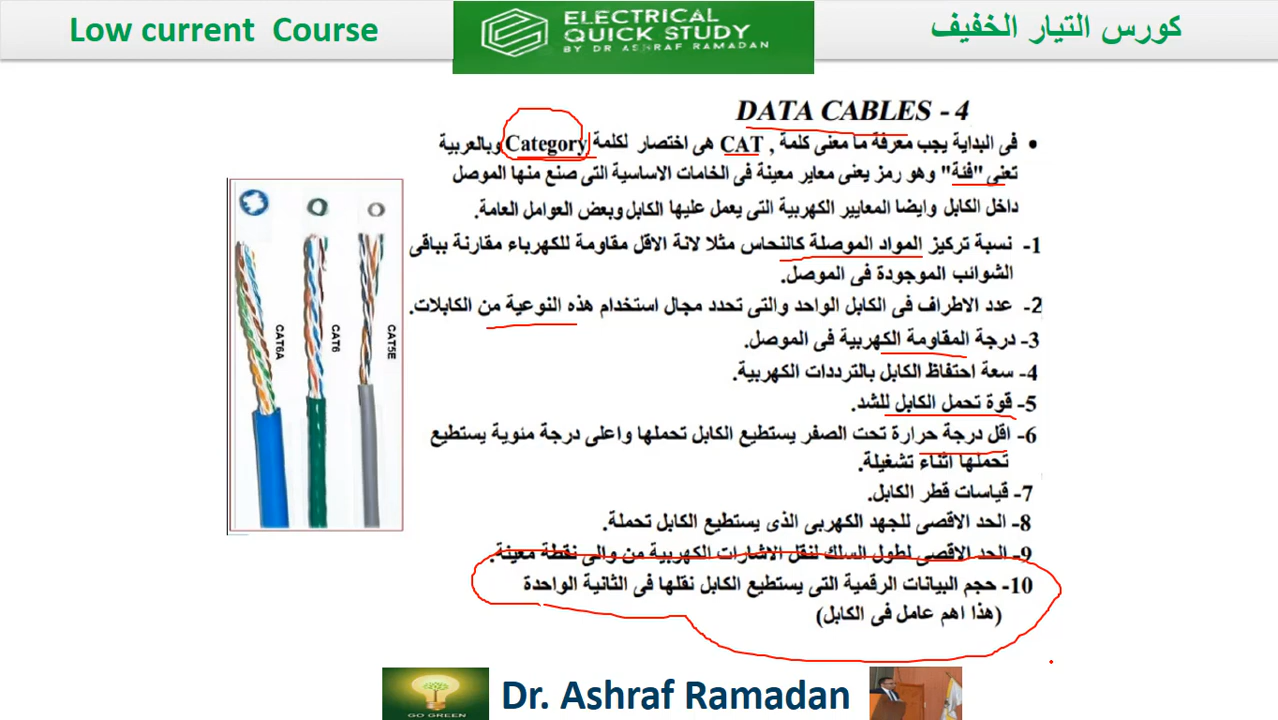 Low current Course
ELECTRICAL
QUICK STUDY
BY DR ASHRAF RAMADAN
كورس التيار الخفيف
DATA CABLES - 4
• فى البداية يجب معرفة ما معنى كلمة , CAT هى اختصار لكلمة Category وبالعربية
تعنى "فئة" وهو رمز يعنى معاير معينة فى الخامات الاساسية التى صنع منها الموصل
داخل الكابل وايضا المعايير الكهربية التى يعمل عليها الكابل وبعض العوامل العامة.
1- نسبة تركيز المواد الموصلة كالنحاس مثلا لانة الاقل مقاومة للكهرباء مقارنة بباقى
الشوائب الموجودة فى الموصل.
2- عدد الاطراف فى الكابل الواحد والتى تحدد مجال استخدام هذه النوعية من الكابلات.
3- درجة المقاومة الكهربية فى الموصل.
4- سعة احتفاظ الكابل بالترددات الكهربية.
5- قوة تحمل الكابل للشد.
6- اقل درجة حرارة تحت الصفر يستطيع الكابل تحملها واعلى درجة مئوية يستطيع
تحملها اثناء تشغيلة.
7- قياسات قطر الكابل.
8- الحد الاقصى للجهد الكهربى الذى يستطيع الكابل تحملة.
9- الحد الاقصى لطول السلك لنقل الاشارات الكهربية من والى نقطة معينة.
10- حجم البيانات الرقمية التى يستطيع الكابل نقلها فى الثانية الواحدة
(هذا اهم عامل فى الكابل)
CAT6A
CAT6
CAT5E
GO GREEN
Dr. Ashraf Ramadan